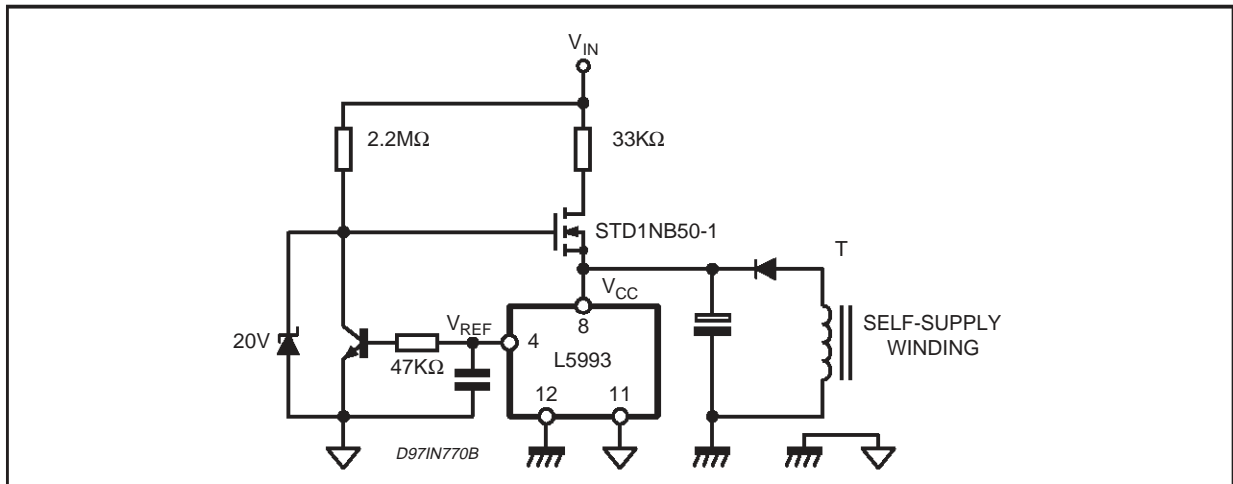 V_IN
2.2MΩ
33KΩ
STD1NB50-1
T
V_CC
8
V_REF
4
20V
47KΩ
L5993
SELF-SUPPLY
WINDING
12
11
D97IN770B